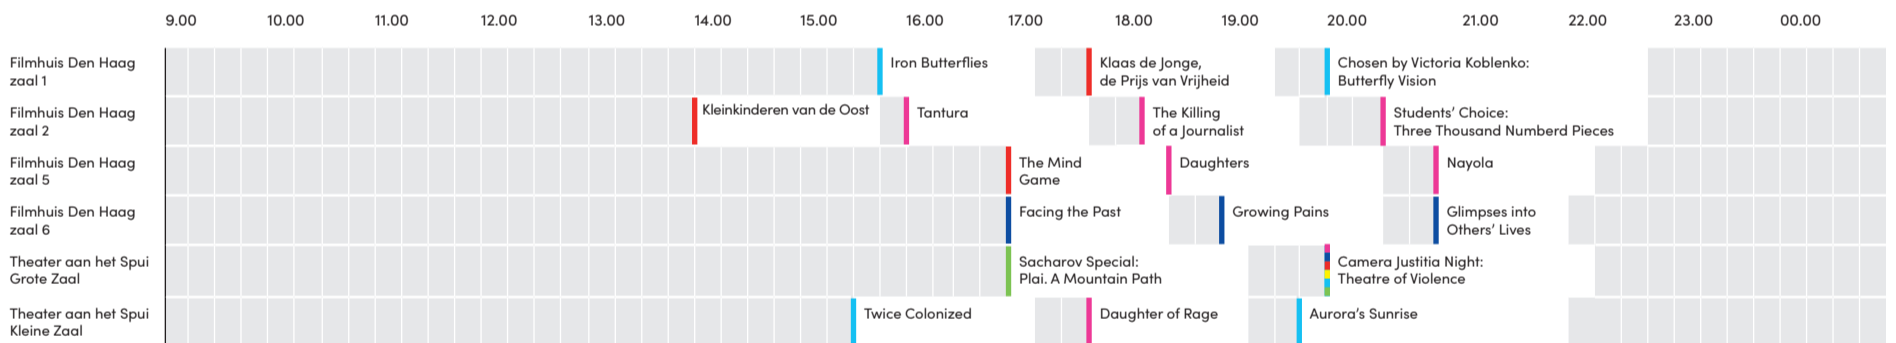 9.00 10.00 11.00 12.00 13.00 14.00 15.00 16.00 17.00 18.00 19.00 20.00 21.00 22.00 23.00 00.00
Filmhuis Den Haag
zaal 1
Iron Butterflies
Klaas de Jonge,
de Prijs van Vrijheid
Chosen by Victoria Koblenko:
Butterfly Vision
Filmhuis Den Haag
zaal 2
Kleinkinderen van de Oost
Tantura
The Killing
of a Journalist
Students' Choice:
Three Thousand Numberd Pieces
Filmhuis Den Haag
zaal 5
The Mind
Game
Daughters
Nayola
Filmhuis Den Haag
zaal 6
Facing the Past
Growing Pains
Glimpses into
Others' Lives
Theater aan het Spui
Grote Zaal
Sacharov Special:
Plai. A Mountain Path
Camera Justitia Night:
Theatre of Violence
Theater aan het Spui
Kleine Zaal
Twice Colonized
Daughter of Rage
Aurora's Sunrise